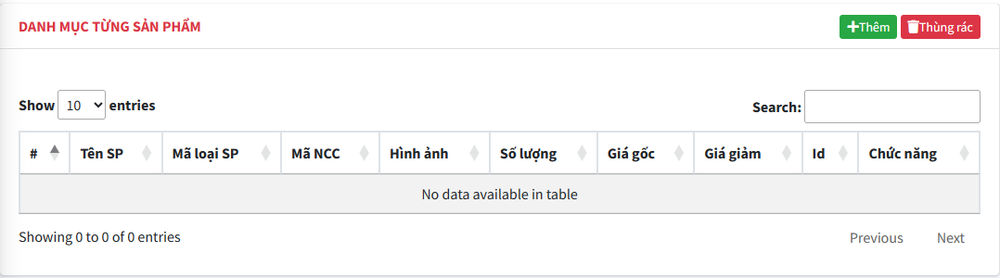 DANH MỤC TỪNG SẢN PHẨM Thêm Thùng rác
Show 10 entries Search:
# Tên SP Mã loại SP Mã NCC Hình ảnh Số lượng Giá gốc Giá giảm Id Chức năng
No data available in table
Showing 0 to 0 of 0 entries Previous Next